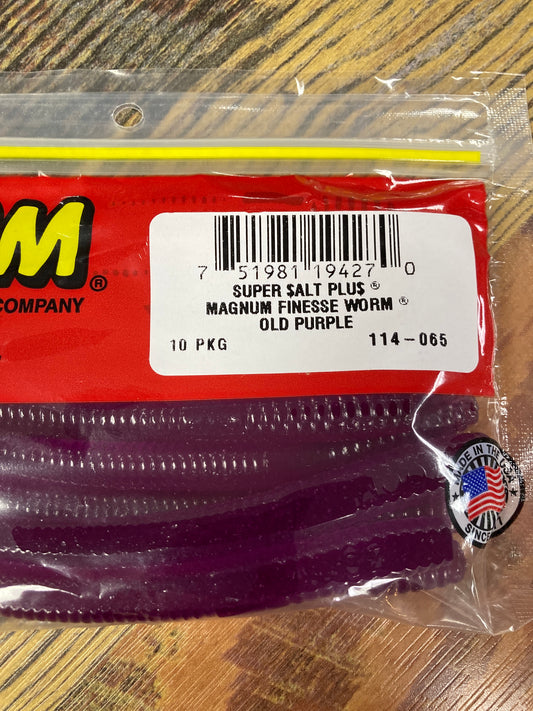 M®
COMPANY
7 51981 19427 0
SUPER $ALT PLU$ ®
MAGNUM FINESSE WORM ®
OLD PURPLE
10 PKG 114-065
MADE IN THE USA
SINCE